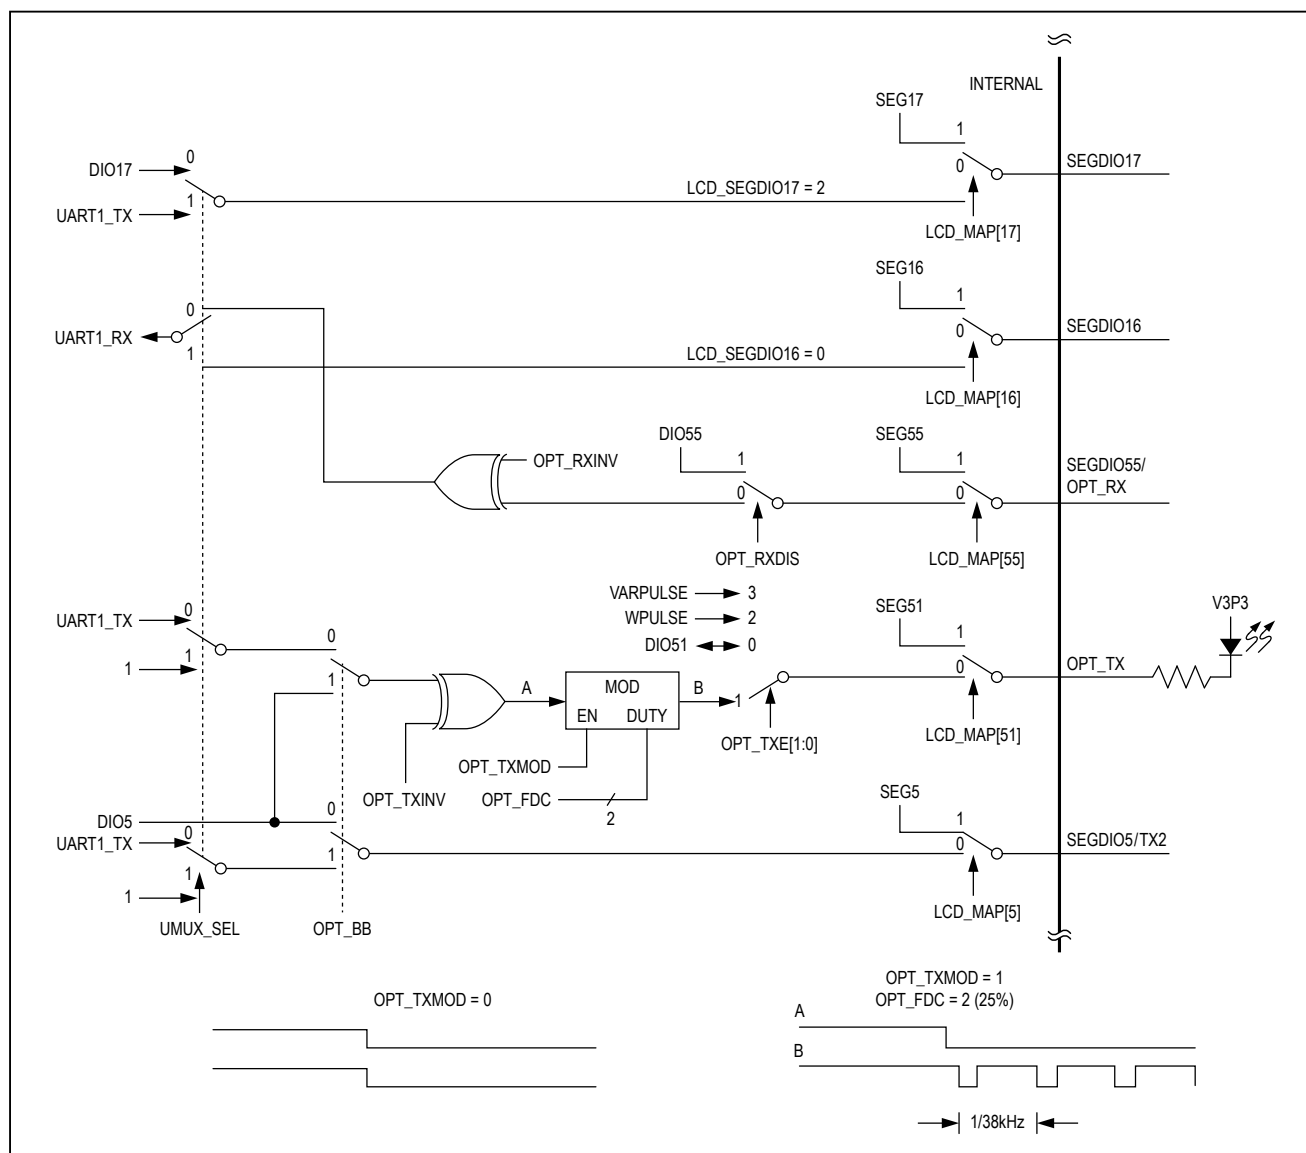 INTERNAL
SEG17
1
0
DIO17
0
SEGDIO17
1
UART1_TX
LCD_SEGDIO17 = 2
LCD_MAP[17]
SEG16
1
0
UART1_RX
0
SEGDIO16
1
LCD_SEGDIO16 = 0
LCD_MAP[16]
DIO55
SEG55
OPT_RXINV
1
1
SEGDIO55/
OPT_RX
0
0
OPT_RXDIS
LCD_MAP[55]
VARPULSE
3
UART1_TX
0
WPULSE
2
SEG51
V3P3
DIO51
0
0
1
1
1
OPT_TX
0
1
A
MOD
B
EN DUTY
1
OPT_TXE[1:0]
LCD_MAP[51]
OPT_TXMOD
OPT_TXINV
OPT_FDC
2
SEG5
DIO5
0
1
UART1_TX
0
SEGDIO5/TX2
1
0
1
1
UMUX_SEL
OPT_BB
LCD_MAP[5]
OPT_TXMOD = 0
OPT_TXMOD = 1
OPT_FDC = 2 (25%)
A
B
1/38kHz